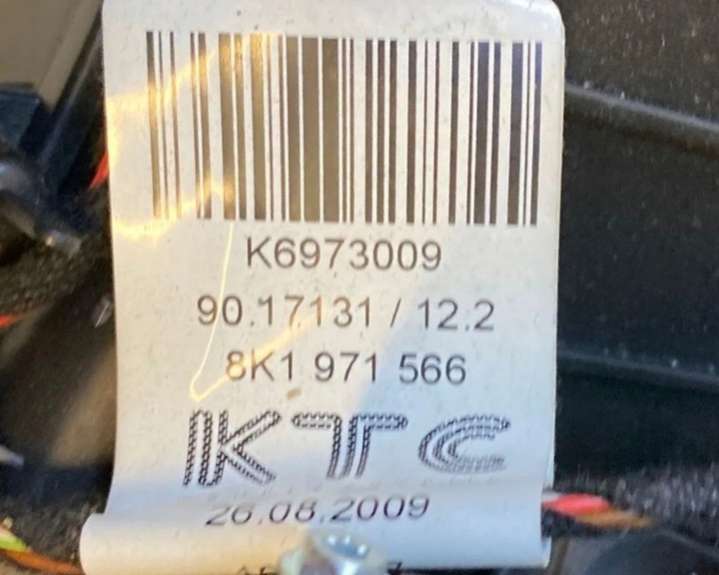 K6973009
90.17131 / 12.2
8K1 971 566
KTC
26.08.2009